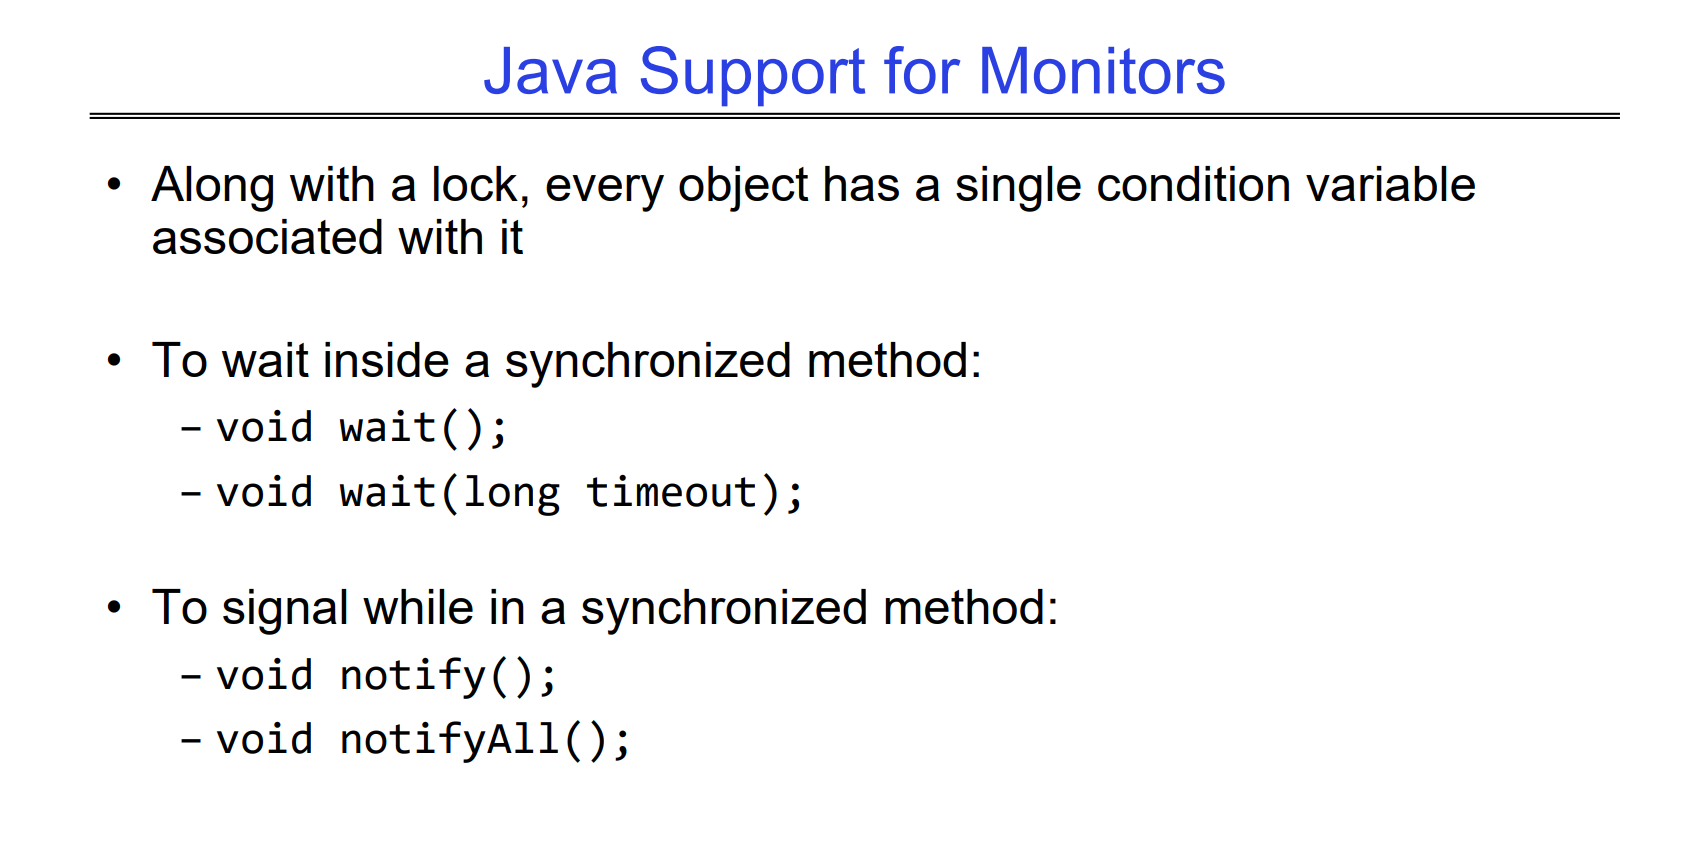 Java Support for Monitors
• Along with a lock, every object has a single condition variable
associated with it
• To wait inside a synchronized method:
– void wait();
– void wait(long timeout);
• To signal while in a synchronized method:
– void notify();
– void notifyAll();